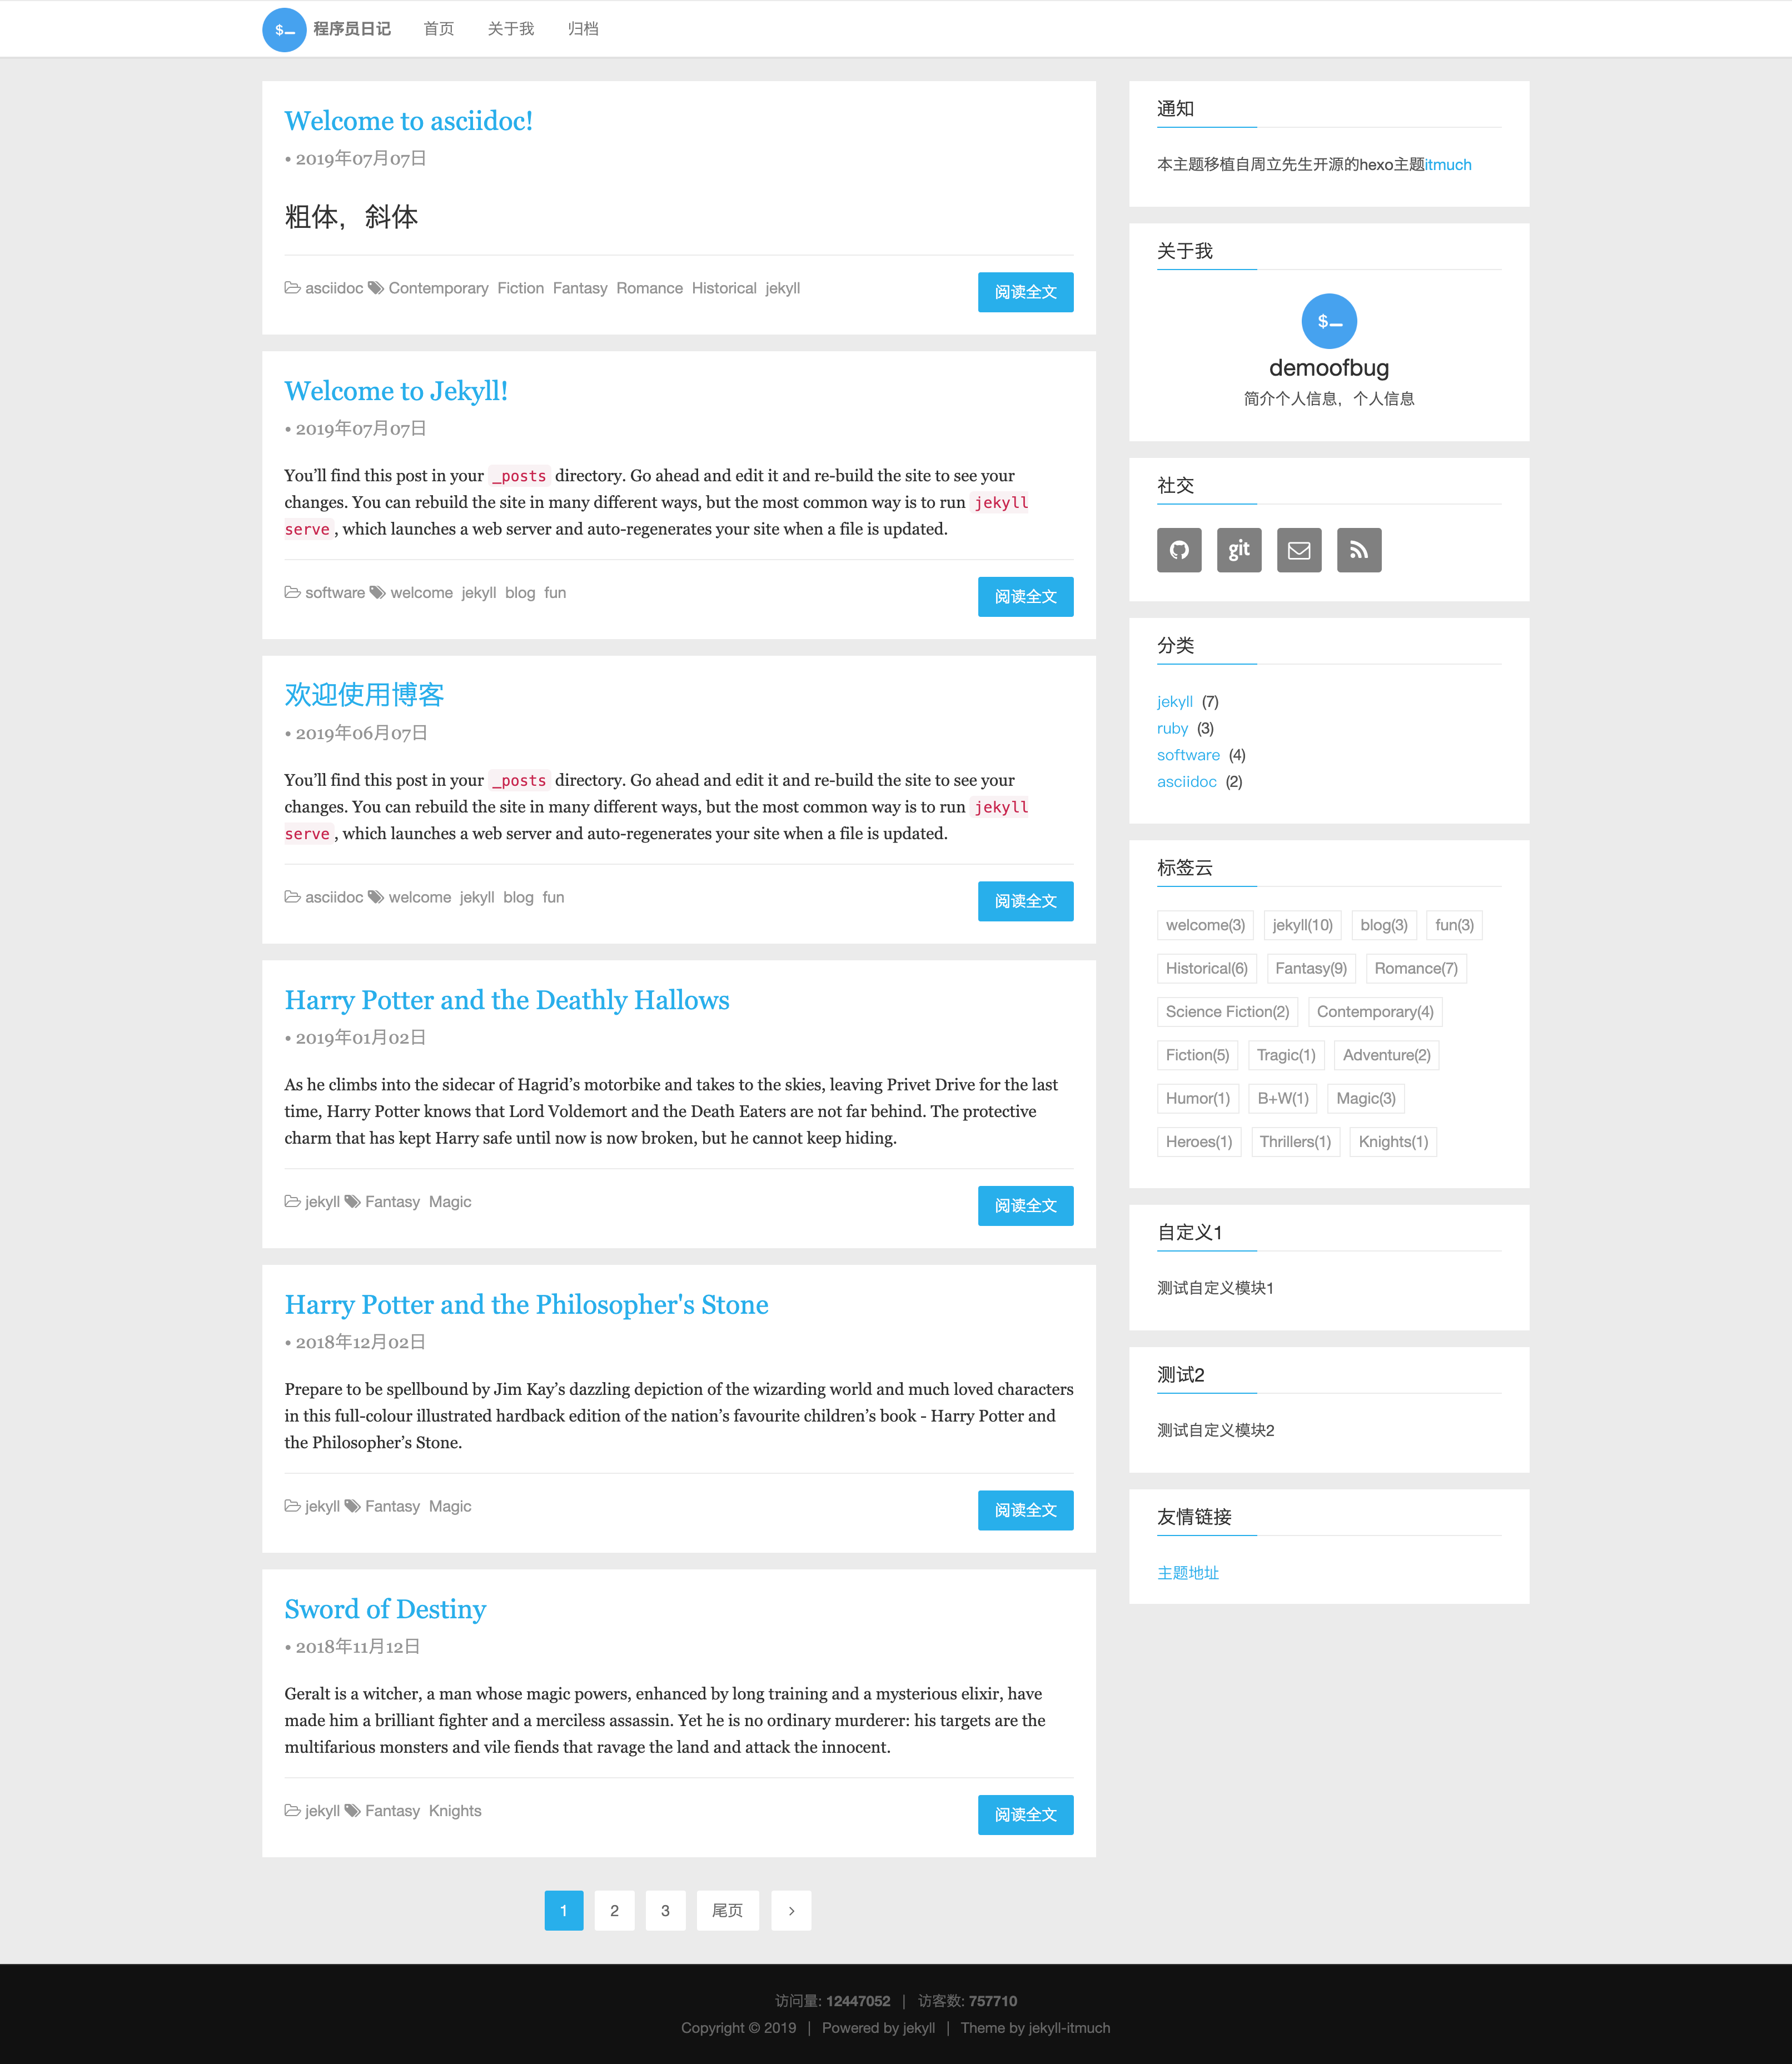 $_ 程序员日记 首页 关于我 归档
Welcome to asciidoc!
• 2019年07月07日
粗体，斜体
asciidoc Contemporary Fiction Fantasy Romance Historical jekyll
阅读全文
Welcome to Jekyll!
• 2019年07月07日
You’ll find this post in your _posts directory. Go ahead and edit it and re-build the site to see your
changes. You can rebuild the site in many different ways, but the most common way is to run jekyll
serve, which launches a web server and auto-regenerates your site when a file is updated.
software welcome jekyll blog fun
阅读全文
欢迎使用博客
• 2019年06月07日
You’ll find this post in your _posts directory. Go ahead and edit it and re-build the site to see your
changes. You can rebuild the site in many different ways, but the most common way is to run jekyll
serve, which launches a web server and auto-regenerates your site when a file is updated.
asciidoc welcome jekyll blog fun
阅读全文
Harry Potter and the Deathly Hallows
• 2019年01月02日
As he climbs into the sidecar of Hagrid’s motorbike and takes to the skies, leaving Privet Drive for the last
time, Harry Potter knows that Lord Voldemort and the Death Eaters are not far behind. The protective
charm that has kept Harry safe until now is now broken, but he cannot keep hiding.
jekyll Fantasy Magic
阅读全文
Harry Potter and the Philosopher's Stone
• 2018年12月02日
Prepare to be spellbound by Jim Kay’s dazzling depiction of the wizarding world and much loved characters
in this full-colour illustrated hardback edition of the nation’s favourite children’s book - Harry Potter and
the Philosopher’s Stone.
jekyll Fantasy Magic
阅读全文
Sword of Destiny
• 2018年11月12日
Geralt is a witcher, a man whose magic powers, enhanced by long training and a mysterious elixir, have
made him a brilliant fighter and a merciless assassin. Yet he is no ordinary murderer: his targets are the
multifarious monsters and vile fiends that ravage the land and attack the innocent.
jekyll Fantasy Knights
阅读全文
1 2 3 尾页 ›
通知
本主题移植自周立先生开源的hexo主题itmuch
关于我
$_
demoofbug
简介个人信息，个人信息
社交
git
分类
jekyll (7)
ruby (3)
software (4)
asciidoc (2)
标签云
welcome(3) jekyll(10) blog(3) fun(3)
Historical(6) Fantasy(9) Romance(7)
Science Fiction(2) Contemporary(4)
Fiction(5) Tragic(1) Adventure(2)
Humor(1) B+W(1) Magic(3)
Heroes(1) Thrillers(1) Knights(1)
自定义1
测试自定义模块1
测试2
测试自定义模块2
友情链接
主题地址
访问量: 12447052 | 访客数: 757710
Copyright © 2019 | Powered by jekyll | Theme by jekyll-itmuch